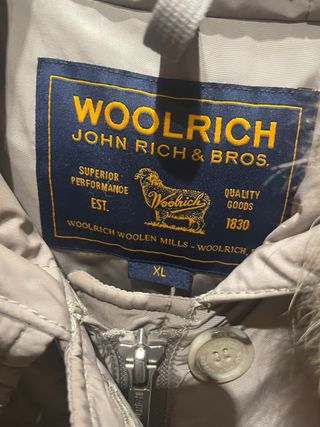 WOOLRICH
JOHN RICH & BROS.
SUPERIOR PERFORMANCE
EST.
Woolrich
QUALITY GOODS
1830
WOOLRICH WOOLEN MILLS - WOOLRICH,
XL